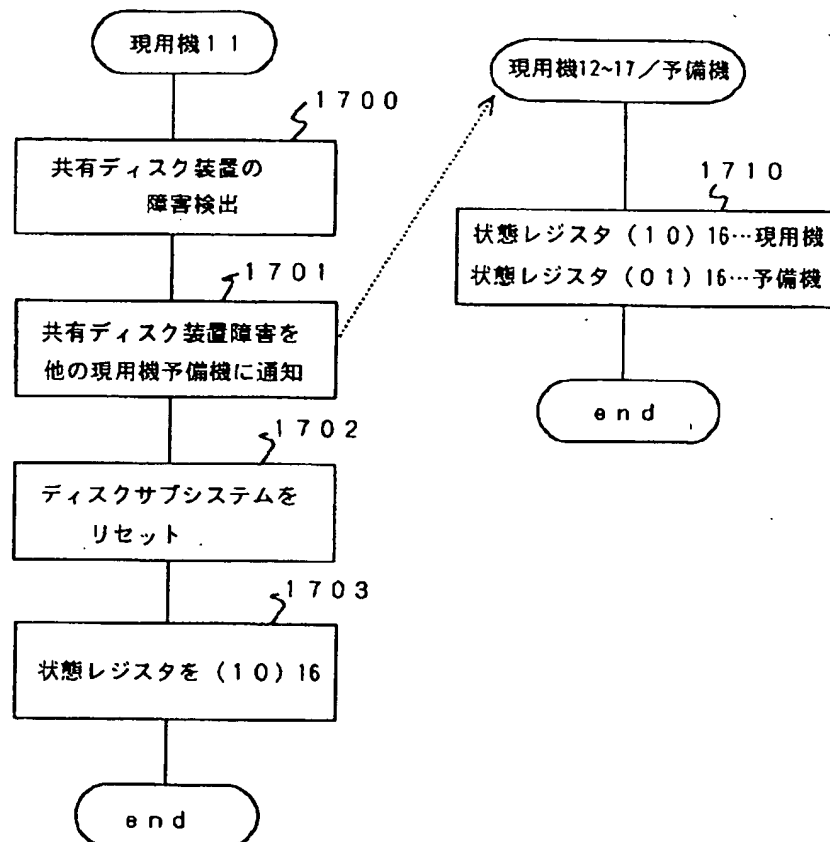 現用機11
1700
共有ディスク装置の
障害検出
1701
共有ディスク装置障害を
他の現用機予備機に通知
1702
ディスクサブシステムを
リセット
1703
状態レジスタを(10)16
end
現用機12~17/予備機
1710
状態レジスタ(10)16…現用機
状態レジスタ(01)16…予備機
end